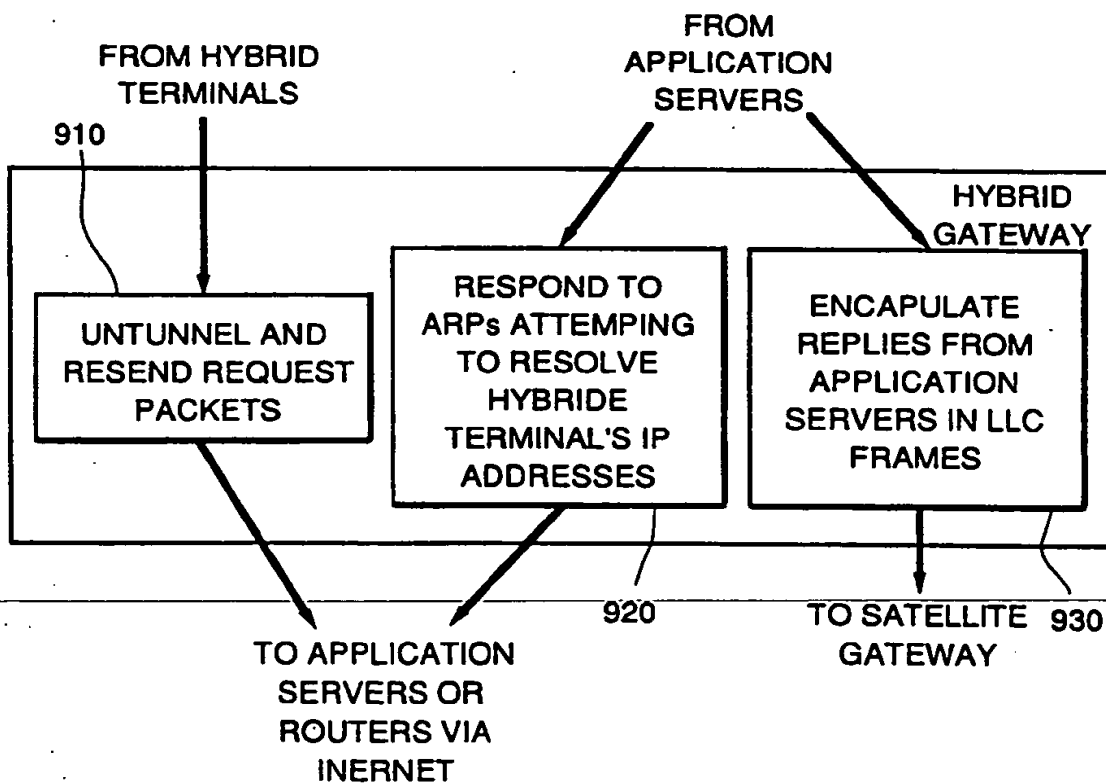 FROM HYBRID
TERMINALS
FROM
APPLICATION
SERVERS
910
HYBRID
GATEWAY
UNTUNNEL AND
RESEND REQUEST
PACKETS
RESPOND TO
ARPs ATTEMPING
TO RESOLVE
HYBRIDE
TERMINAL'S IP
ADDRESSES
ENCAPULATE
REPLIES FROM
APPLICATION
SERVERS IN LLC
FRAMES
920
930
TO APPLICATION
SERVERS OR
ROUTERS VIA
INERNET
TO SATELLITE
GATEWAY